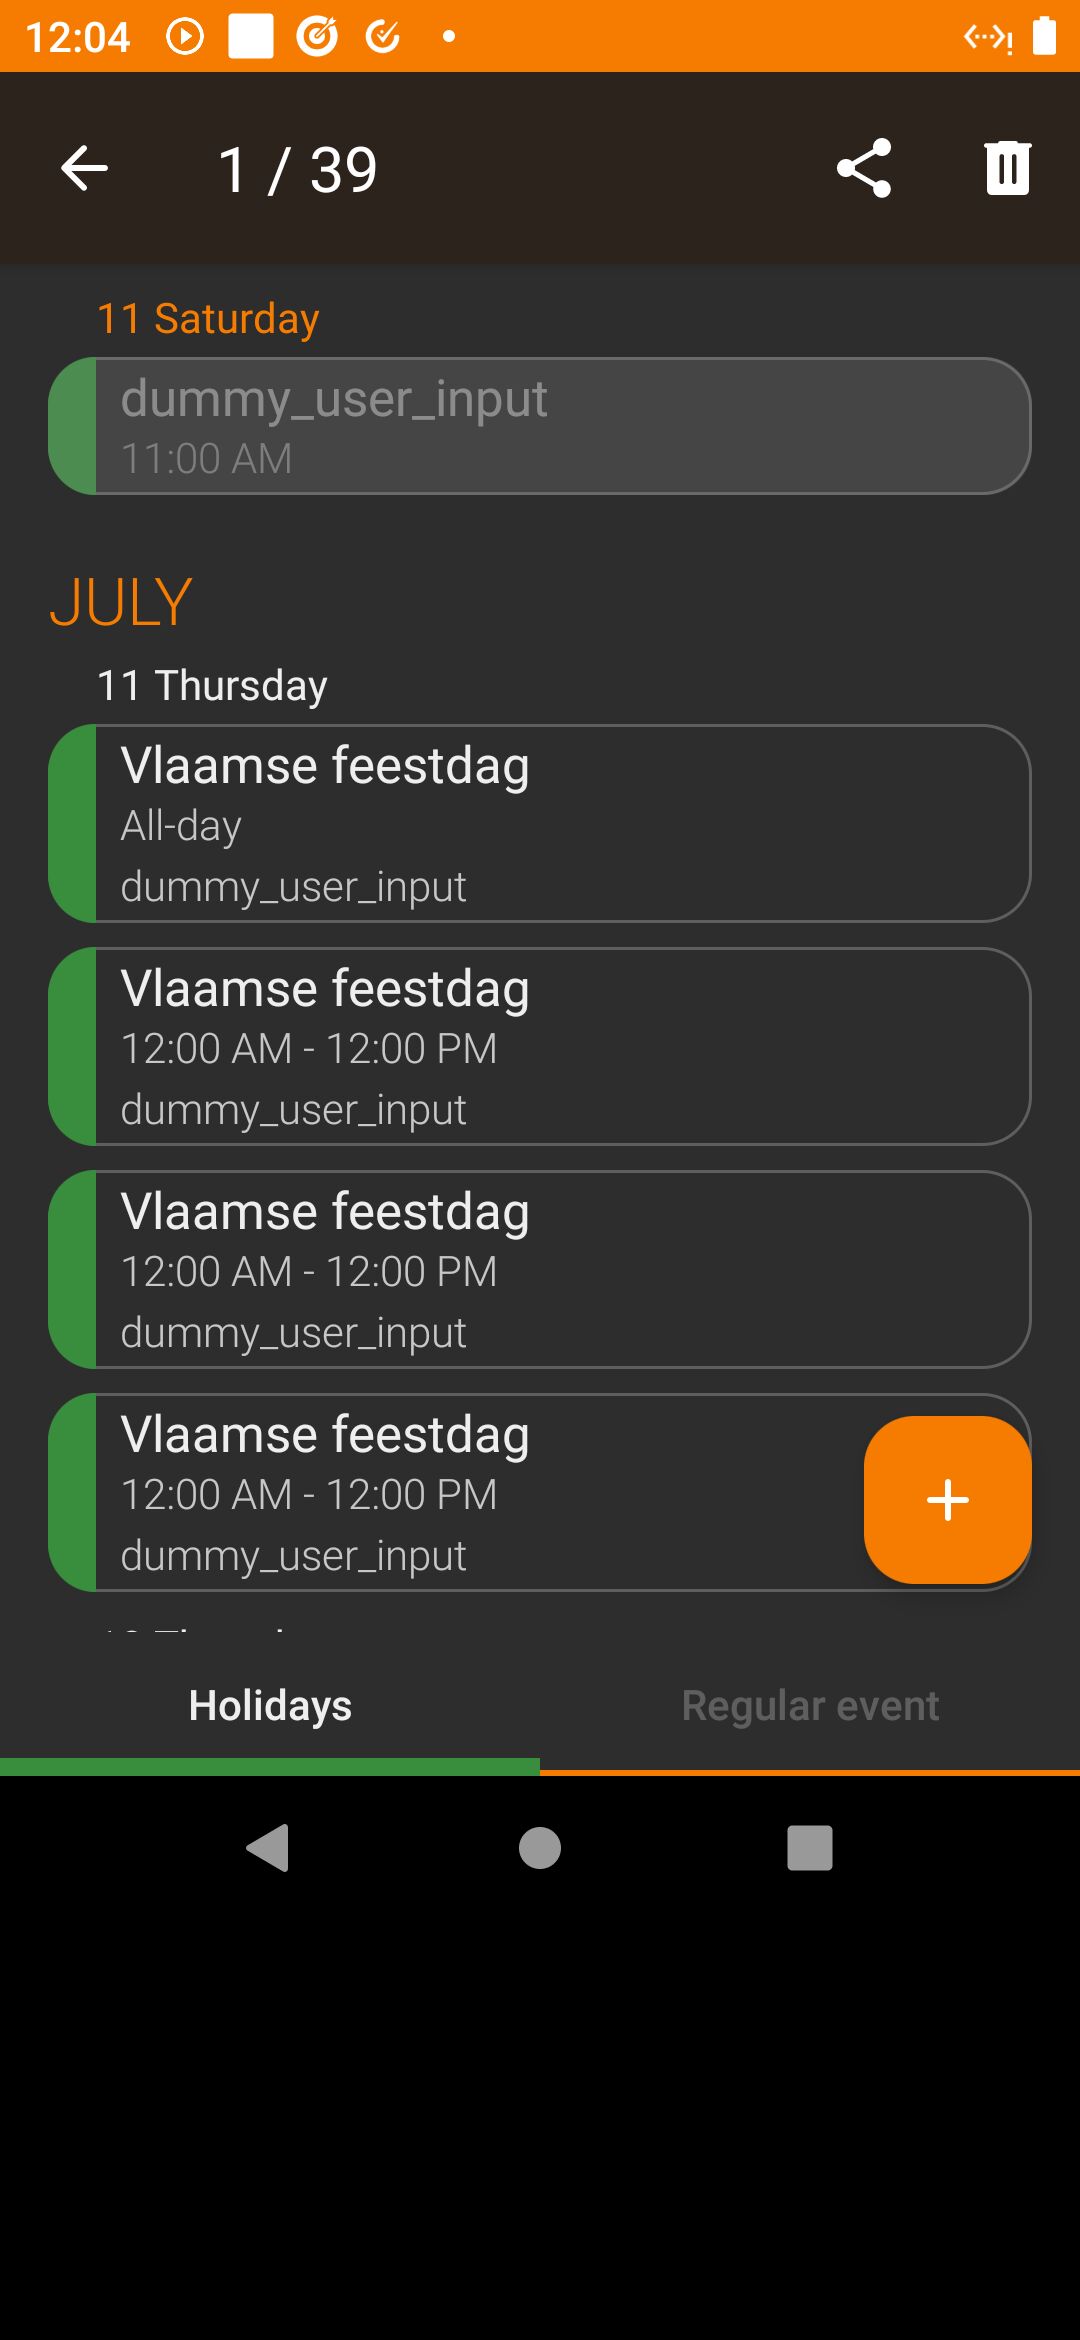 12:04
1 / 39
11 Saturday
dummy_user_input
11:00 AM
JULY
11 Thursday
Vlaamse feestdag
All-day
dummy_user_input
Vlaamse feestdag
12:00 AM - 12:00 PM
dummy_user_input
Vlaamse feestdag
12:00 AM - 12:00 PM
dummy_user_input
Vlaamse feestdag
12:00 AM - 12:00 PM
dummy_user_input
Holidays
Regular event